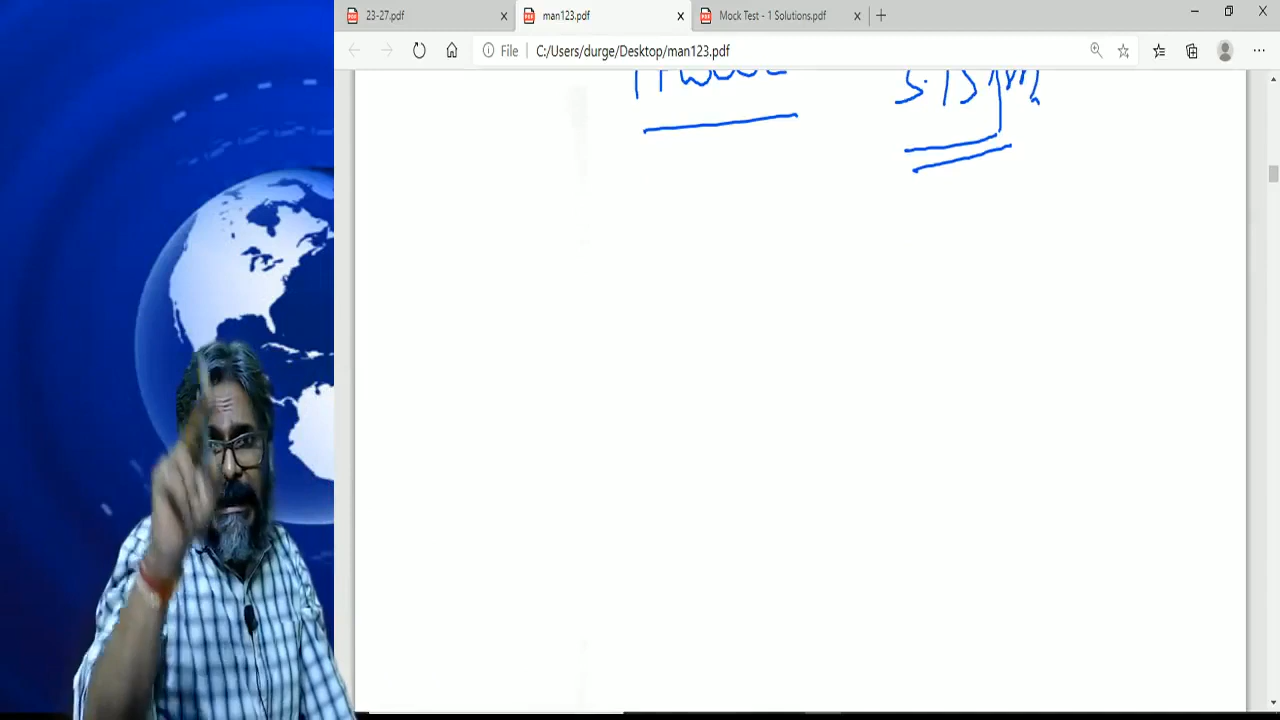 23-27.pdf
man123.pdf
Mock Test - 1 Solutions.pdf
File
C:/Users/durge/Desktop/man123.pdf